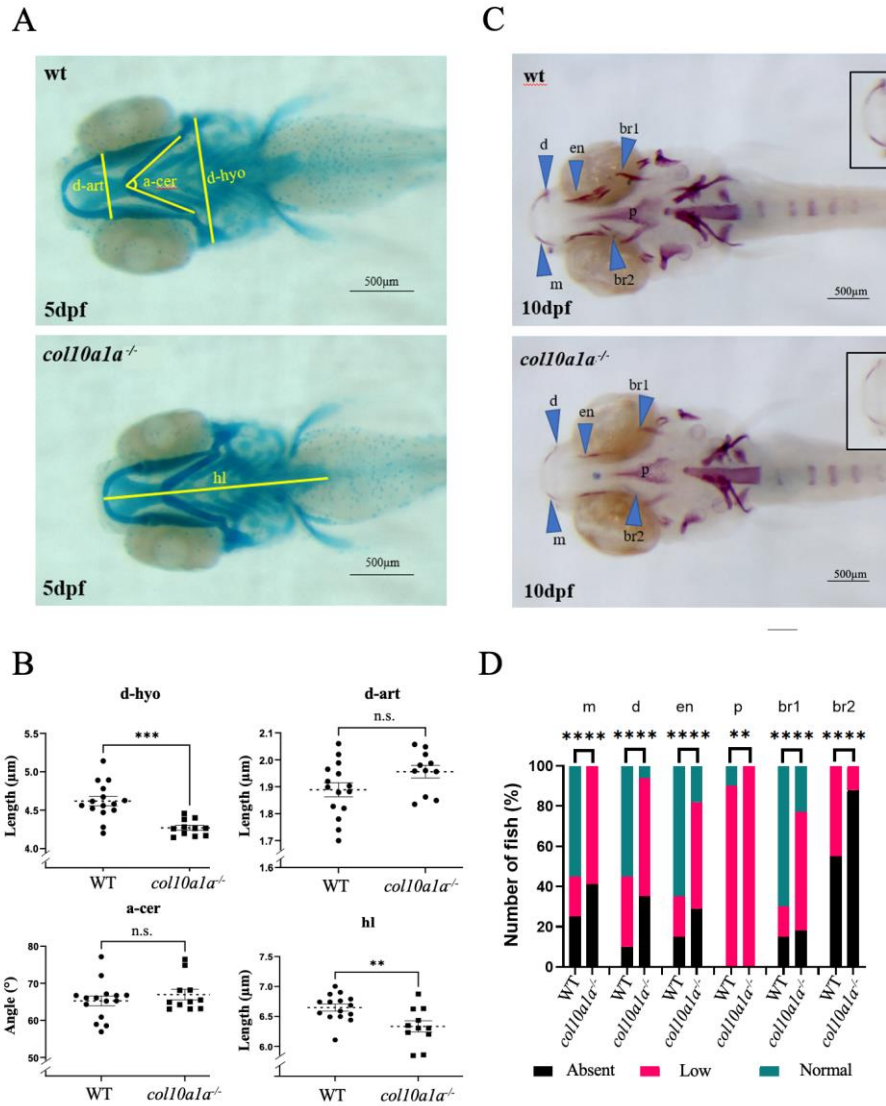 A
C
wt
d-art
a-cer
d-hyo
500µm
5dpf
wt
d
en
br1
p
m
br2
500µm
10dpf
col10a1a-/-
hl
500µm
5dpf
col10a1a-/-
d
en
br1
p
m
br2
500µm
10dpf
B
D
d-hyo
***
Length (µm)
5.5
5.0
4.5
4.0
WT
col10a1a-/-
d-art
n.s.
Length (µm)
2.1
2.0
1.9
1.8
1.7
1.6
WT
col10a1a-/-
a-cer
n.s.
Angle (°)
80
70
60
50
WT
col10a1a-/-
hl
**
Length (µm)
7.5
7.0
6.5
6.0
WT
col10a1a-/-
m d en p br1 br2
**** **** **** ** **** ****
Number of fish (%)
100
80
60
40
20
0
WT col10a1a-/- WT col10a1a-/- WT col10a1a-/- WT col10a1a-/- WT col10a1a-/- WT col10a1a-/-
Absent Low Normal